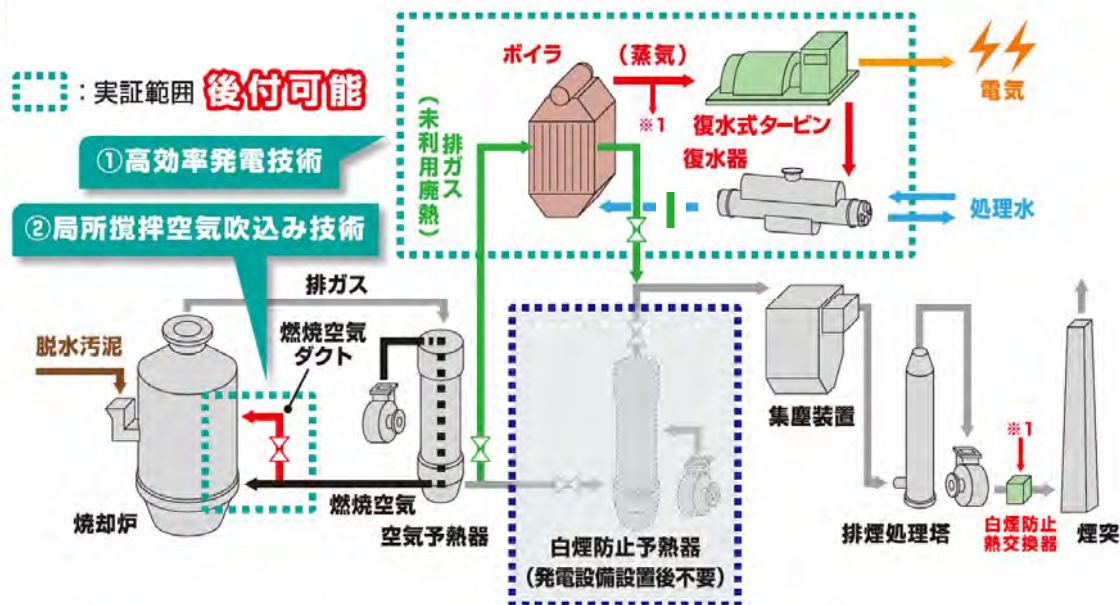 ：実証範囲 後付可能
①高効率発電技術
②局所撹拌空気吹込み技術
ボイラ
（蒸気）
※1
復水式タービン
復水器
電気
処理水
排ガス
（未利用廃熱）
排ガス
脱水汚泥
燃焼空気
ダクト
燃焼空気
焼却炉
空気予熱器
白煙防止予熱器
（発電設備設置後不要）
集塵装置
排煙処理塔
※1
白煙防止
熱交換器
煙突